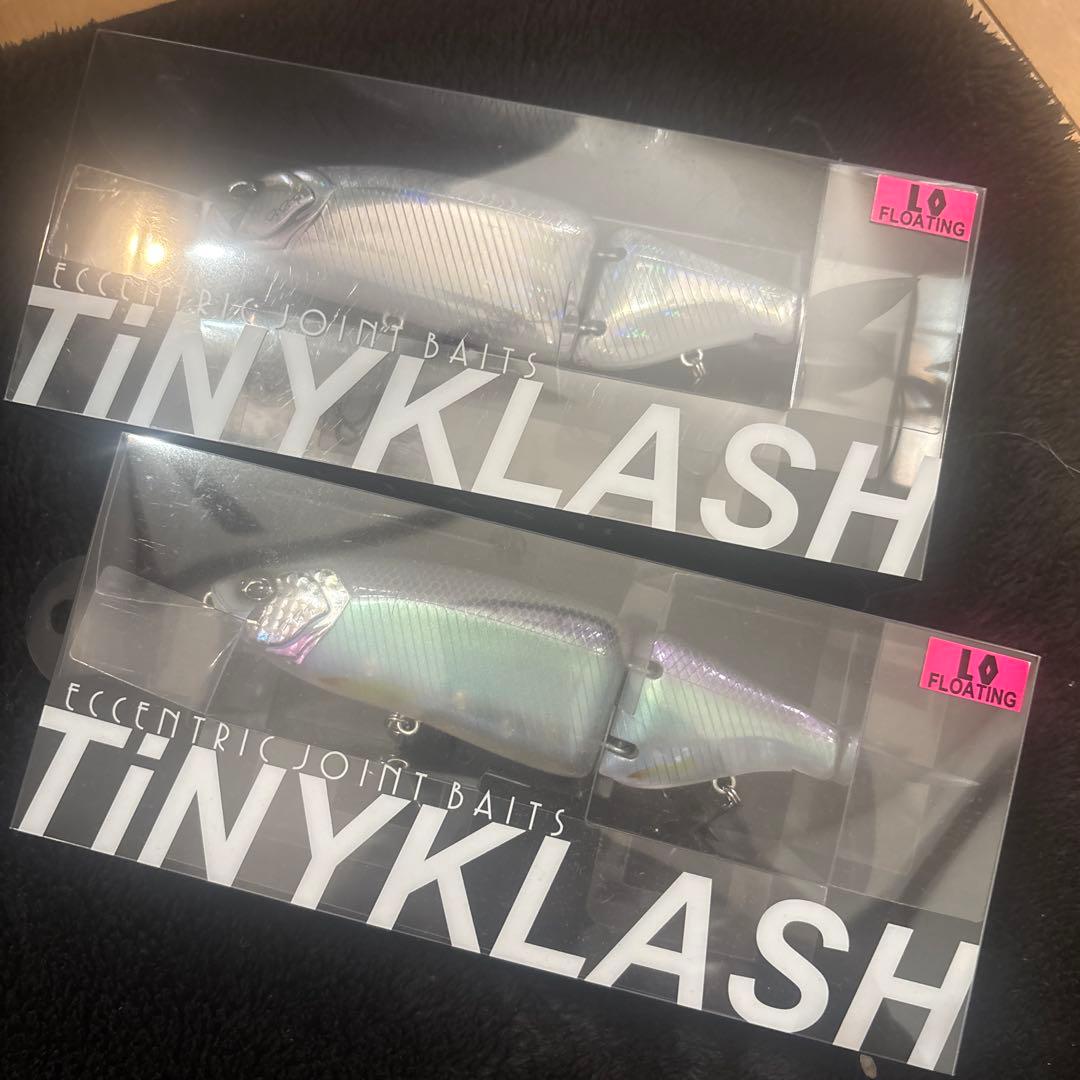 LO
FLOATING
ECCENTRIC JOINT BAITS
TiNYKLASH
LO
FLOATING
ECCENTRIC JOINT BAITS
TiNYKLASH